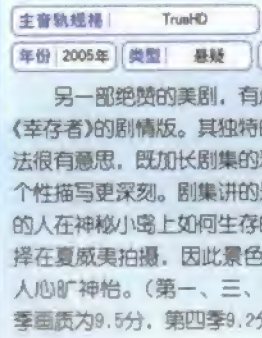 主音轨规格 TrueHD
年份 2005年 类型 悬疑
另一部绝赞的美剧，有
《幸存者》的剧情版。其独特
法很有意思，既加长剧集的
个性描写更深刻。剧集讲的
的人在神秘小岛上如何生存
择在夏威夷拍摄，因此景色
人心旷神怡。（第一、三、
季画质为9.5分，第四季9.2